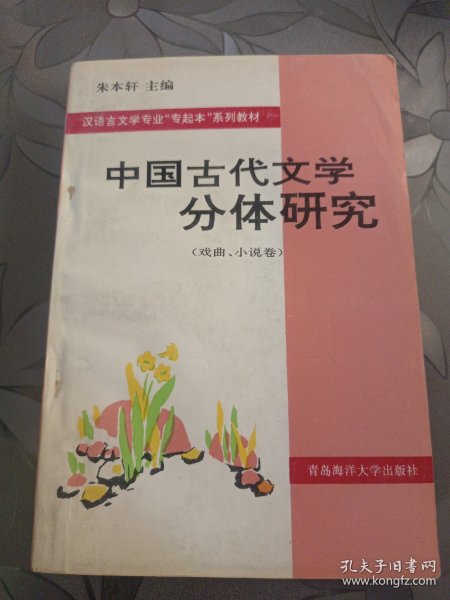 朱本轩 主编
汉语言文学专业“专起本”系列教材
中国古代文学
分体研究
(戏曲、小说卷)
青岛海洋大学出版社
孔夫子旧书网
www.kongfz.com